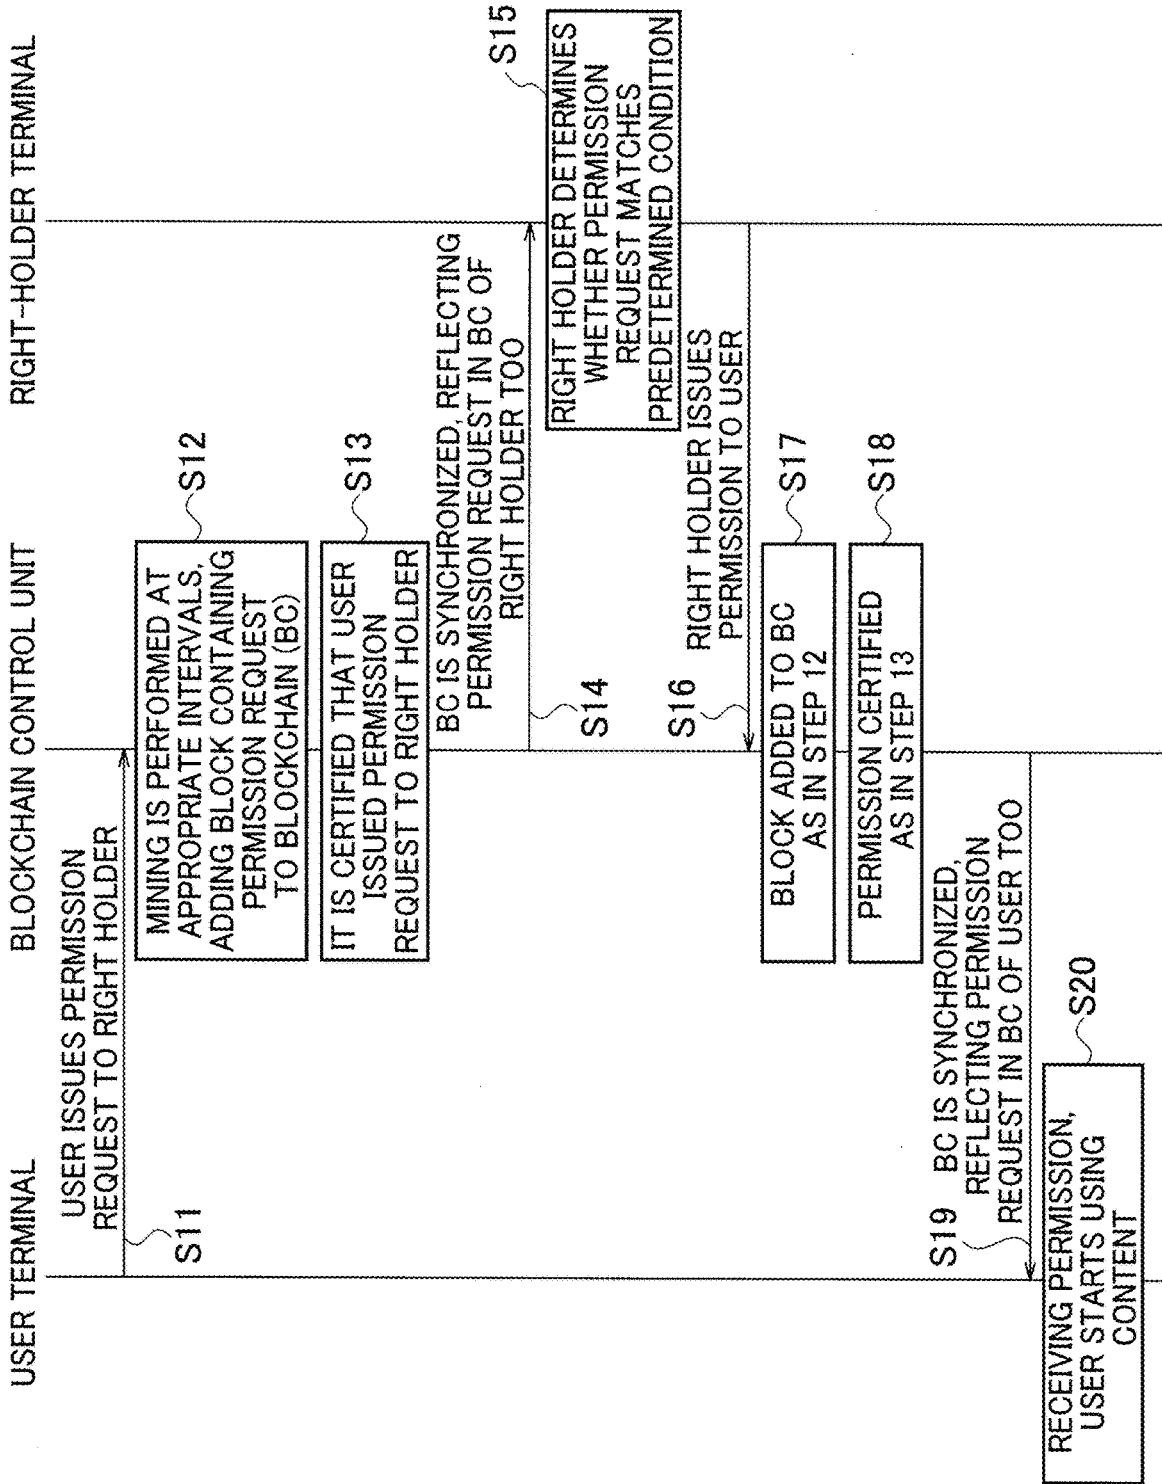 USER TERMINAL
BLOCKCHAIN CONTROL UNIT
RIGHT-HOLDER TERMINAL
USER ISSUES PERMISSION
REQUEST TO RIGHT HOLDER
S11
MINING IS PERFORMED AT
APPROPRIATE INTERVALS,
ADDING BLOCK CONTAINING
PERMISSION REQUEST
TO BLOCKCHAIN (BC)
S12
IT IS CERTIFIED THAT USER
ISSUED PERMISSION
REQUEST TO RIGHT HOLDER
S13
BC IS SYNCHRONIZED, REFLECTING
PERMISSION REQUEST IN BC OF
RIGHT HOLDER TOO
S14
RIGHT HOLDER DETERMINES
WHETHER PERMISSION
REQUEST MATCHES
PREDETERMINED CONDITION
S15
RIGHT HOLDER ISSUES
PERMISSION TO USER
S16
BLOCK ADDED TO BC
AS IN STEP 12
S17
PERMISSION CERTIFIED
AS IN STEP 13
S18
BC IS SYNCHRONIZED,
REFLECTING PERMISSION
REQUEST IN BC OF USER TOO
S19
RECEIVING PERMISSION,
USER STARTS USING
CONTENT
S20